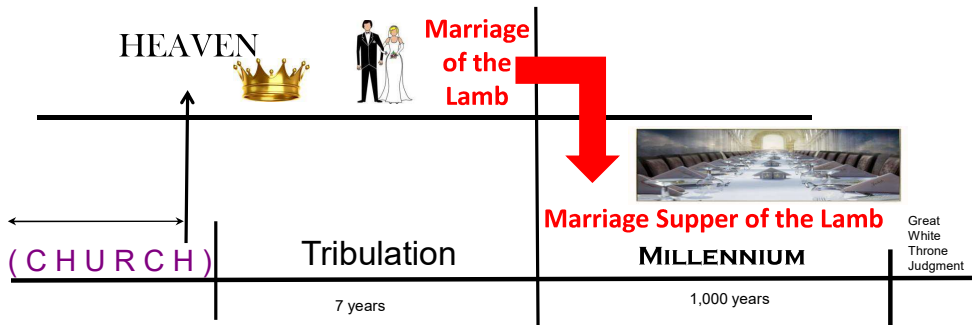 HEAVEN
Marriage
of the
Lamb
Marriage Supper of the Lamb
(CHURCH)
Tribulation
MILLENNIUM
Great
White
Throne
Judgment
7 years
1,000 years